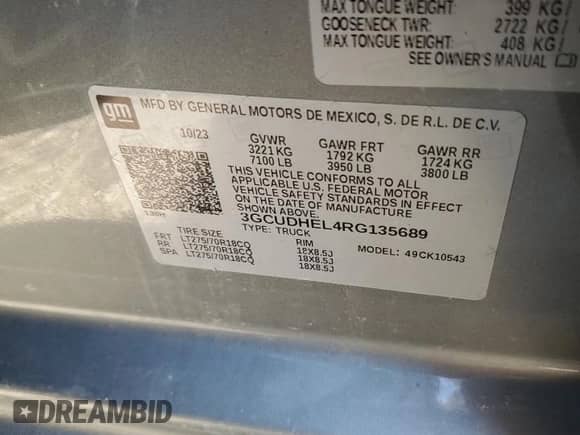 MAX TONGUE WEIGHT: 399 KG/
GOOSENECK TWR: 2722 KG/
MAX TONGUE WEIGHT: 408 KG/
SEE OWNER'S MANUAL
gm
MFD BY GENERAL MOTORS DE MEXICO, S. DE R.L. DE C.V.
10/23 GVWR GAWR FRT GAWR RR
3221 KG 1792 KG 1724 KG
7100 LB 3950 LB 3800 LB
THIS VEHICLE CONFORMS TO ALL
APPLICABLE U.S. FEDERAL MOTOR
VEHICLE SAFETY STANDARDS IN EFFECT
ON THE DATE OF MANUFACTURE
SHOWN ABOVE.
3GCUDHEL4RG135689
TYPE: TRUCK MODEL: 49CK10543
TIRE SIZE RIM
FRT LT275/70R18CQ 18X8.5J
RR LT275/70R18CQ 18X8.5J
SPA LT275/70R18CQ 18X8.5J
DREAMBID